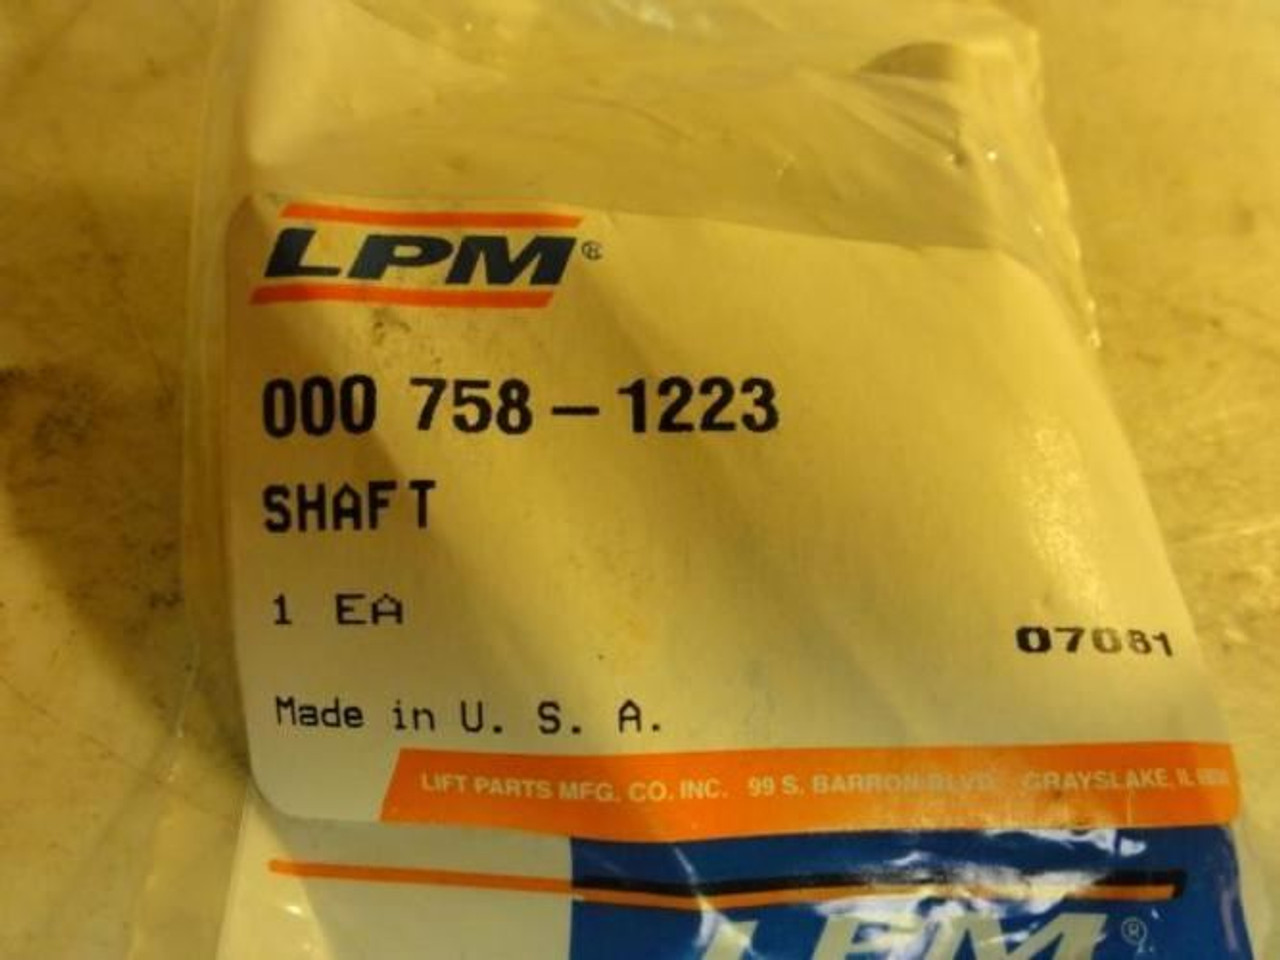 LPM®
000 758-1223
SHAFT
1 EA
07081
Made in U. S. A.
LIFT PARTS MFG. CO. INC. 99 S. BARRON BLVD. GRAYSLAKE, IL
LPM®